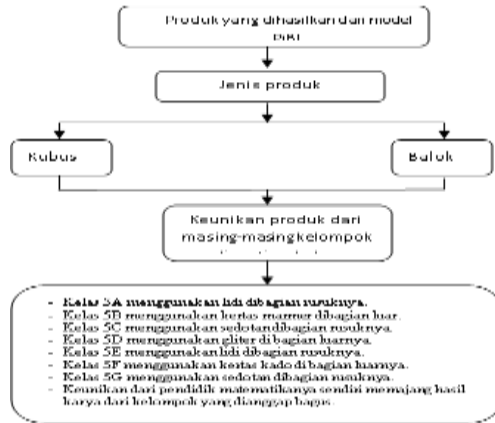 Produk yang dihasilkan dari model
PjBl
Jenis produk
Kubus
Balok
Keunikan produk dari
masing-masing kelompok
- Kelas 5A menggunakan lidi dibagian rusuknya.
- Kelas 5B menggunakan kertas marmer dibagian luar.
- Kelas 5C menggunakan sedotan dibagian rusuknya.
- Kelas 5D menggunakan gliter di bagian luarnya.
- Kelas 5E menggunakan lidi dibagian rusuknya.
- Kelas 5F menggunakan kertas kado di bagian luarnya.
- Kelas 5G menggunakan sedotan dibagian rusuknya.
- Keunikan dari pendidik matematikanya sendiri memajang hasil
karya dari kelompok yang dianggap bagus.